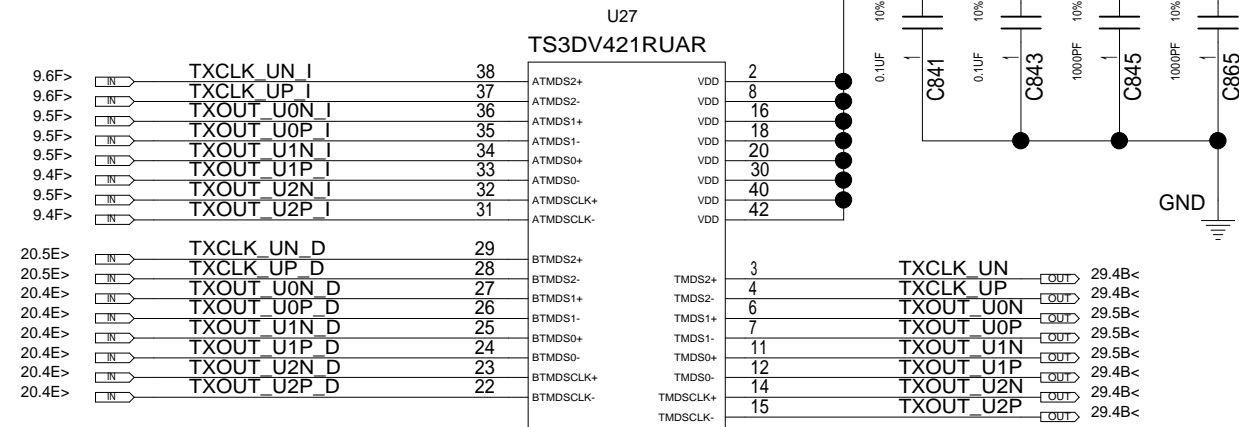 U27
TS3DV421RUAR
10%
10%
10%
10%
0.1UF
1
C841
0.1UF
1
C843
1000PF
1
C845
1000PF
1
C865
GND
9.6F> IN TXCLK_UN_I 38 ATMDS2+
9.6F> IN TXCLK_UP_I 37 ATMDS2-
9.5F> IN TXOUT_U0N_I 36 ATMDS1+
9.5F> IN TXOUT_U0P_I 35 ATMDS1-
9.5F> IN TXOUT_U1N_I 34 ATMDS0+
9.4F> IN TXOUT_U1P_I 33 ATMDS0-
9.5F> IN TXOUT_U2N_I 32 ATMDSCLK+
9.4F> IN TXOUT_U2P_I 31 ATMDSCLK-
VDD 2
VDD 8
VDD 16
VDD 18
VDD 20
VDD 30
VDD 40
VDD 42
20.5E> IN TXCLK_UN_D 29 BTMDS2+
20.5E> IN TXCLK_UP_D 28 BTMDS2-
20.4E> IN TXOUT_U0N_D 27 BTMDS1+
20.4E> IN TXOUT_U0P_D 26 BTMDS1-
20.4E> IN TXOUT_U1N_D 25 BTMDS0+
20.4E> IN TXOUT_U1P_D 24 BTMDS0-
20.4E> IN TXOUT_U2N_D 23 BTMDSCLK+
20.4E> IN TXOUT_U2P_D 22 BTMDSCLK-
TMDS2+ 3 TXCLK_UN OUT 29.4B<
TMDS2- 4 TXCLK_UP OUT 29.4B<
TMDS1+ 6 TXOUT_U0N OUT 29.5B<
TMDS1- 7 TXOUT_U0P OUT 29.5B<
TMDS0+ 11 TXOUT_U1N OUT 29.5B<
TMDS0- 12 TXOUT_U1P OUT 29.4B<
TMDSCLK+ 14 TXOUT_U2N OUT 29.4B<
TMDSCLK- 15 TXOUT_U2P OUT 29.4B<